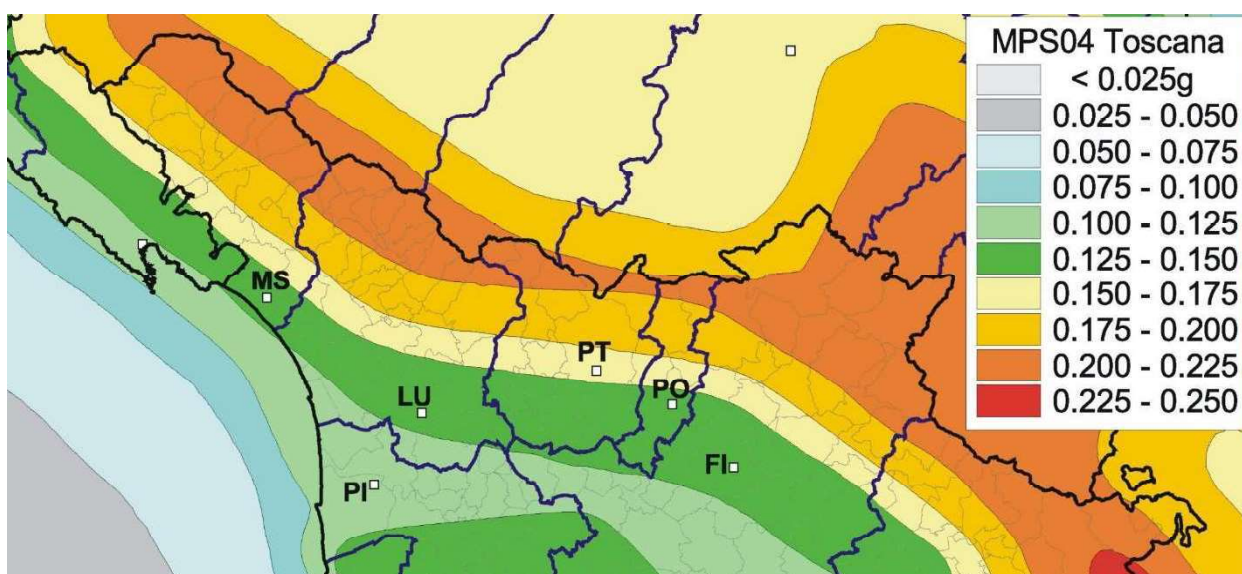 MPS04 Toscana
< 0.025g
0.025 - 0.050
0.050 - 0.075
0.075 - 0.100
0.100 - 0.125
0.125 - 0.150
0.150 - 0.175
0.175 - 0.200
0.200 - 0.225
0.225 - 0.250
MS
PT
PO
LU
FI
PI